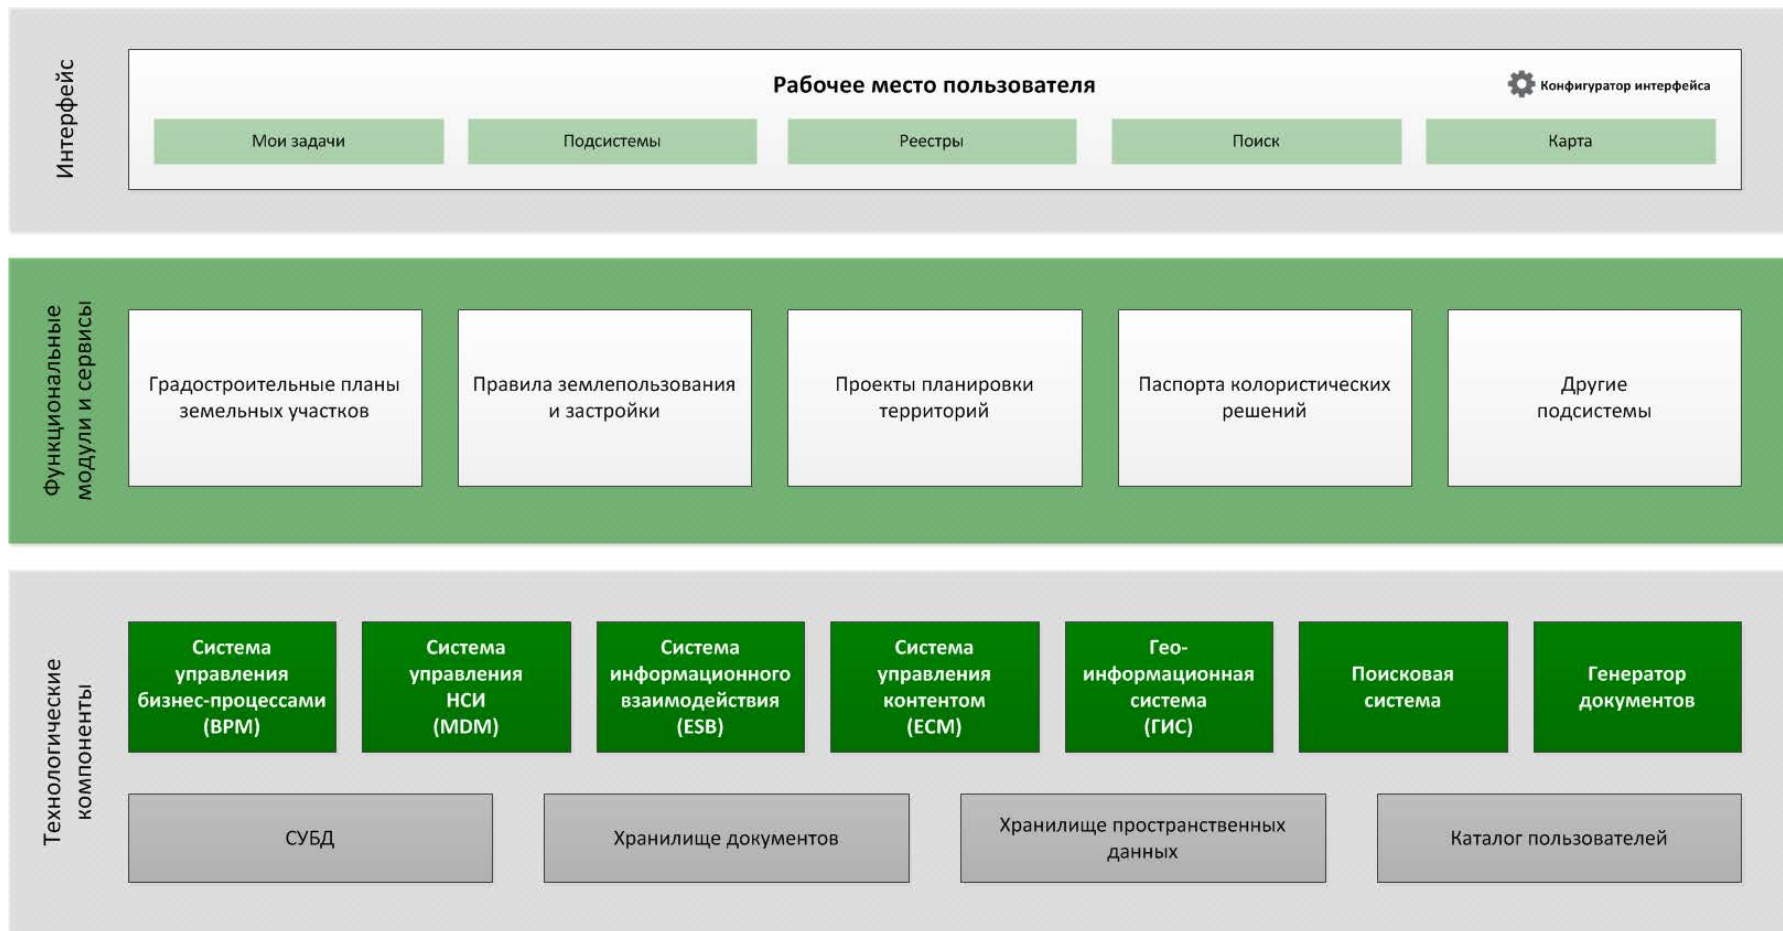 Интерфейс
Рабочее место пользователя
Конфигуратор интерфейса
Мои задачи
Подсистемы
Реестры
Поиск
Карта
Функциональные
модули и сервисы
Градостроительные планы
земельных участков
Правила землепользования
и застройки
Проекты планировки
территорий
Паспорта колористических
решений
Другие
подсистемы
Технологические
компоненты
Система
управления
бизнес-процессами
(BPM)
Система
управления
НСИ
(MDM)
Система
информационного
взаимодействия
(ESB)
Система
управления
контентом
(ECM)
Гео-
информационная
система
(ГИС)
Поисковая
система
Генератор
документов
СУБД
Хранилище документов
Хранилище пространственных
данных
Каталог пользователей